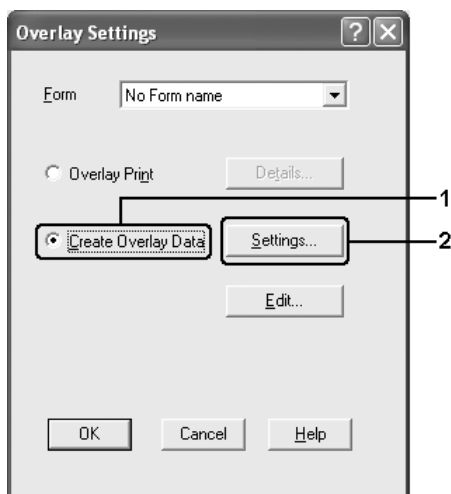 Overlay Settings
Form No Form name
Overlay Print Details...
1
Create Overlay Data Settings...
2
Edit...
OK Cancel Help